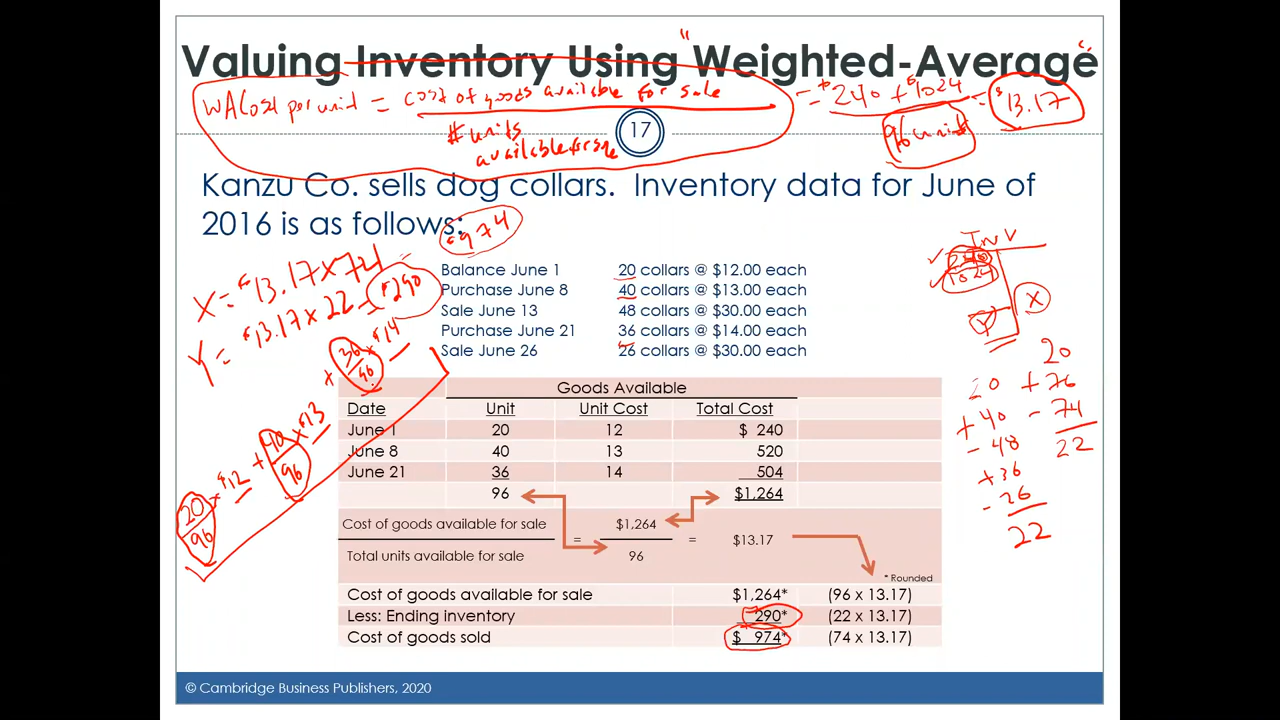 Valuing Inventory Using "Weighted-Average"
WA Cost per unit = cost of goods available for sale / # units available for sale = $240 + $1024 / 96 units = $13.17
17
Kanzu Co. sells dog collars. Inventory data for June of
2016 is as follows:
$974
X = $13.17 x 74 =
Y = $13.17 x 22 = $290
Balance June 1 20 collars @ $12.00 each
Purchase June 8 40 collars @ $13.00 each
Sale June 13 48 collars @ $30.00 each
Purchase June 21 36 collars @ $14.00 each
Sale June 26 26 collars @ $30.00 each
Inv
240
1024
X
Y
20
+ 40
- 48
+ 36
- 26
22
20
+ 76
- 74
22
20/96 x $12 + 40/96 x $13 + 36/96 x $14
Goods Available
Date Unit Unit Cost Total Cost
June 1 20 12 $ 240
June 8 40 13 520
June 21 36 14 504
96 $1,264
Cost of goods available for sale $1,264
= = $13.17
Total units available for sale 96
* Rounded
Cost of goods available for sale $1,264* (96 x 13.17)
Less: Ending inventory 290* (22 x 13.17)
Cost of goods sold $ 974* (74 x 13.17)
© Cambridge Business Publishers, 2020